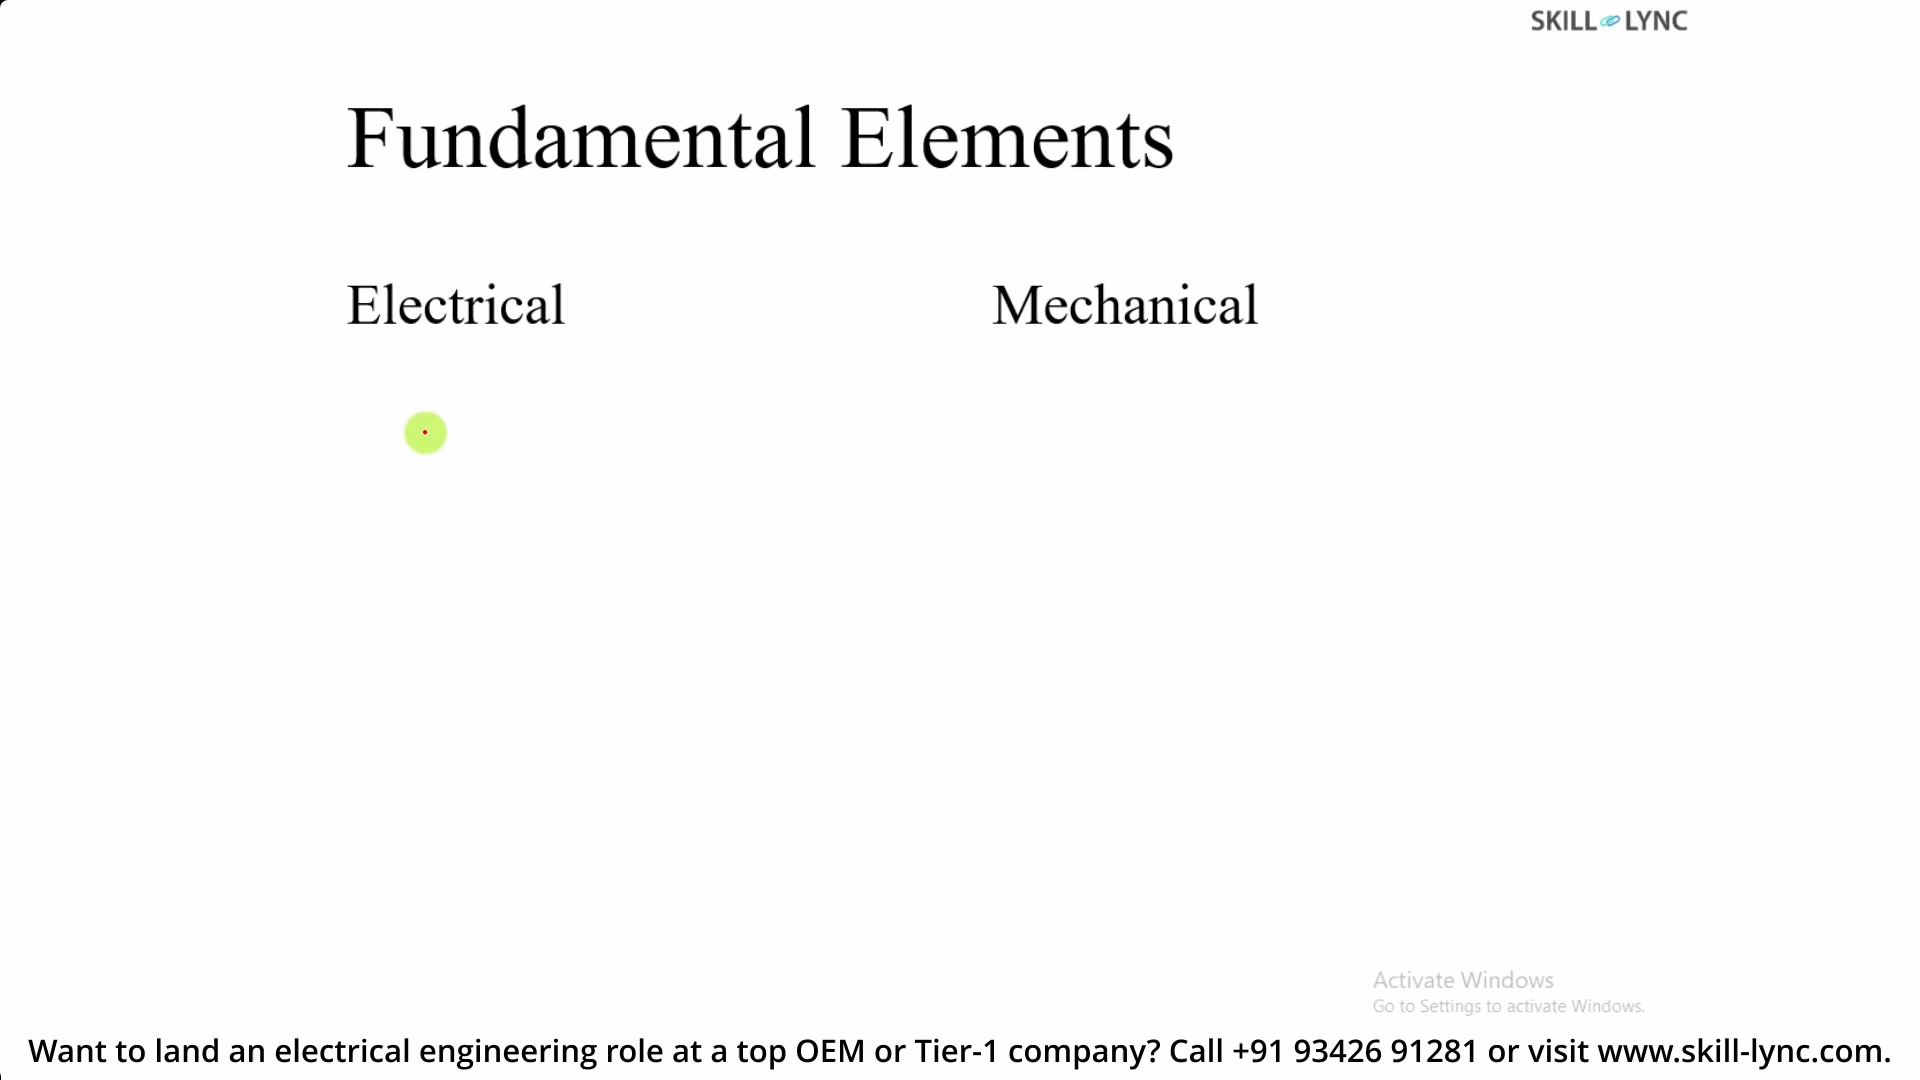 SKILL LYNC
Fundamental Elements
Electrical Mechanical
Activate Windows
Go to Settings to activate Windows.
Want to land an electrical engineering role at a top OEM or Tier-1 company? Call +91 93426 91281 or visit www.skill-lync.com.